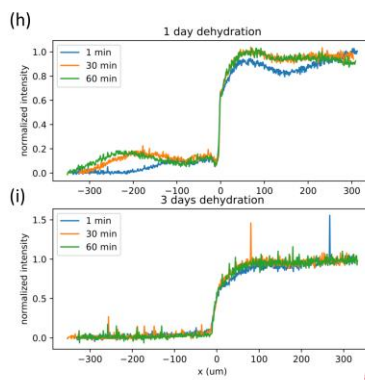 (h)
1 day dehydration
1 min
30 min
60 min
normalized intensity
1.0
0.8
0.6
0.4
0.2
0.0
−300 −200 −100 0 100 200 300
(i)
3 days dehydration
1 min
30 min
60 min
normalized intensity
1.5
1.0
0.5
0.0
−300 −200 −100 0 100 200 300
x (um)